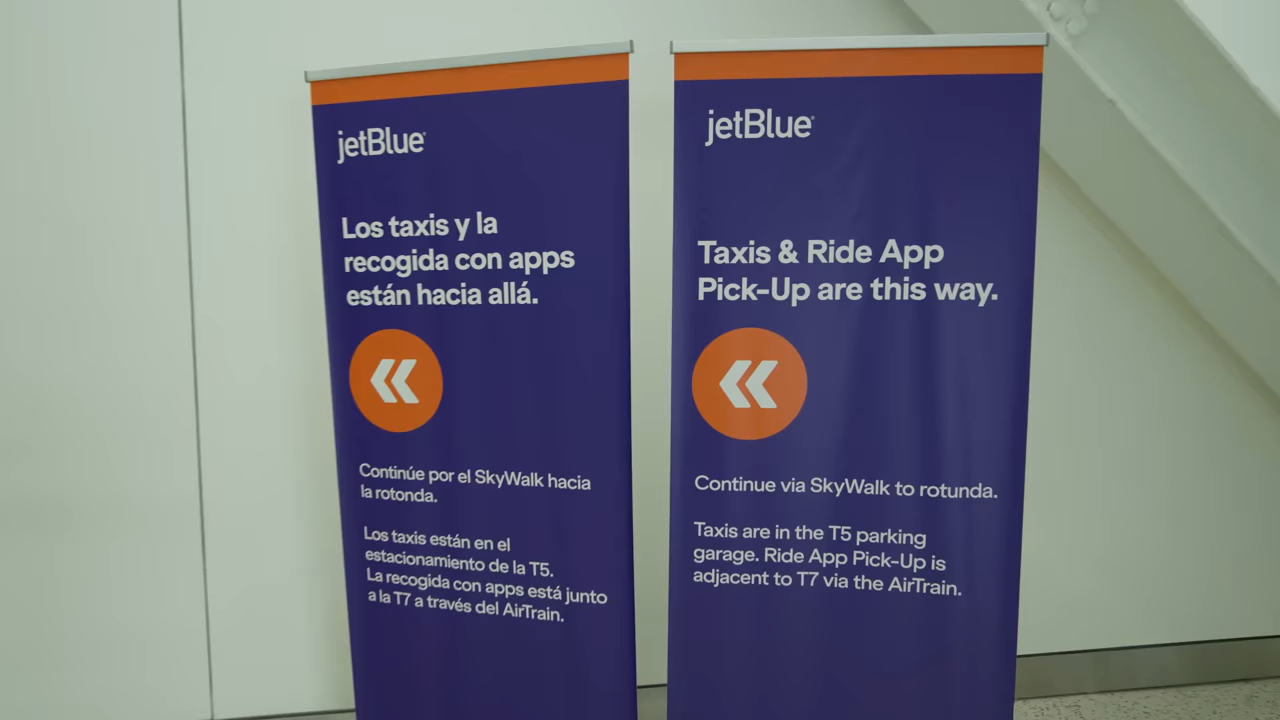 jetBlue
Los taxis y la
recogida con apps
están hacia allá.
Continúe por el SkyWalk hacia
la rotonda.
Los taxis están en el
estacionamiento de la T5.
La recogida con apps está junto
a la T7 a través del AirTrain.
jetBlue
Taxis & Ride App
Pick-Up are this way.
Continue via SkyWalk to rotunda.
Taxis are in the T5 parking
garage. Ride App Pick-Up is
adjacent to T7 via the AirTrain.